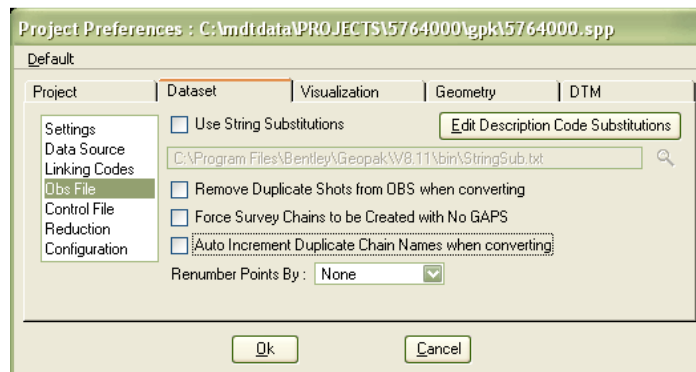 Project Preferences : C:\mdtdata\PROJECTS\5764000\gpk\5764000.spp
Default
Project Dataset Visualization Geometry DTM
Settings
Data Source
Linking Codes
Obs File
Control File
Reduction
Configuration
Use String Substitutions Edit Description Code Substitutions
C:\Program Files\Bentley\Geopak\V8.11\bin\StringSub.txt
Remove Duplicate Shots from OBS when converting
Force Survey Chains to be Created with No GAPS
Auto Increment Duplicate Chain Names when converting
Renumber Points By : None
Ok Cancel